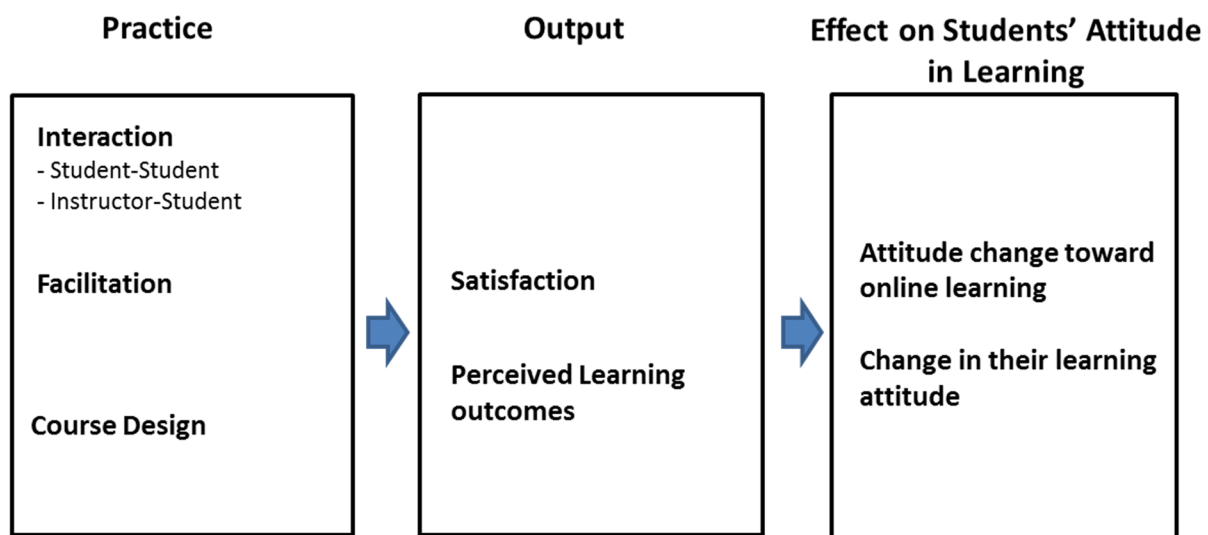 Practice
Interaction
- Student-Student
- Instructor-Student
Facilitation
Course Design
Output
Satisfaction
Perceived Learning
outcomes
Effect on Students’ Attitude
in Learning
Attitude change toward
online learning
Change in their learning
attitude